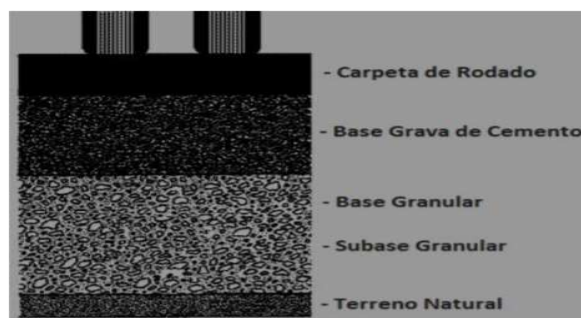 - Carpeta de Rodado
- Base Grava de Cemento
- Base Granular
- Subase Granular
- Terreno Natural